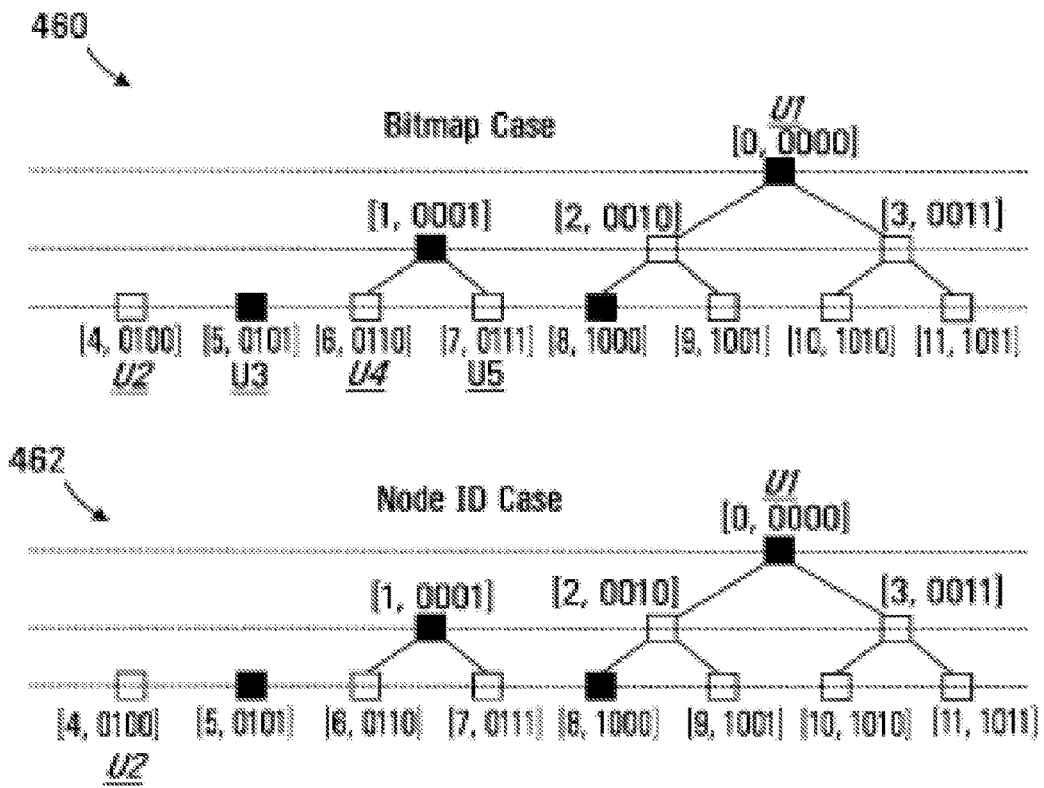 460
Bitmap Case
U1
[0, 0000]
[1, 0001] [2, 0010] [3, 0011]
[4, 0100] [5, 0101] [6, 0110] [7, 0111] [8, 1000] [9, 1001] [10, 1010] [11, 1011]
U2 U3 U4 U5
462
Node ID Case
U1
[0, 0000]
[1, 0001] [2, 0010] [3, 0011]
[4, 0100] [5, 0101] [6, 0110] [7, 0111] [8, 1000] [9, 1001] [10, 1010] [11, 1011]
U2